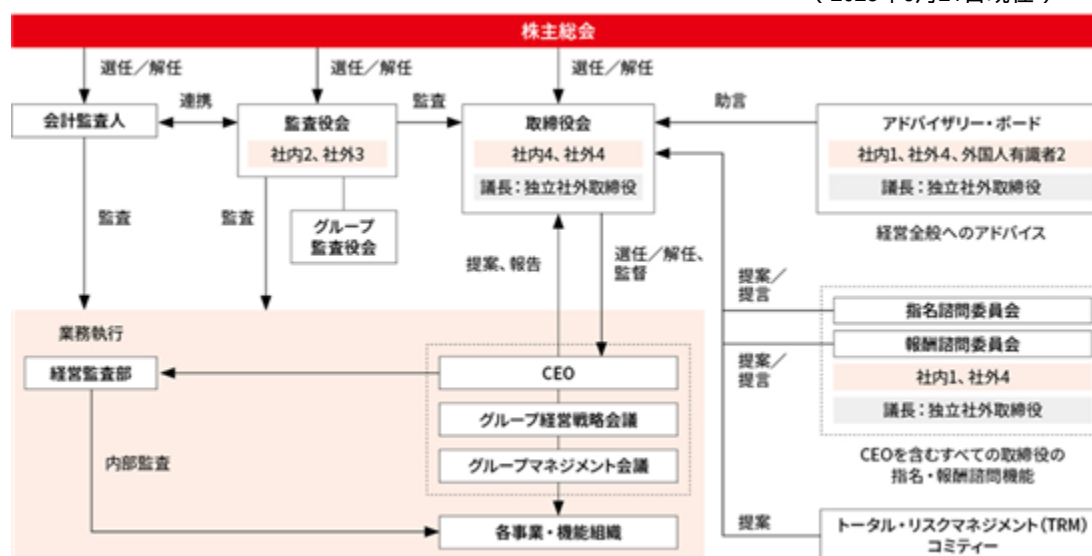 株主総会
選任／解任
選任／解任
選任／解任
会計監査人
連携
監査役会
社内2、社外3
監査
取締役会
社内4、社外4
議長：独立社外取締役
助言
アドバイザリー・ボード
社内1、社外4、外国人有識者2
議長：独立社外取締役
経営全般へのアドバイス
監査
監査
グループ
監査役会
提案、報告
選任／解任、
監督
提案／
提言
指名諮問委員会
報酬諮問委員会
提案／
提言
社内1、社外4
議長：独立社外取締役
CEOを含むすべての取締役の
指名・報酬諮問機能
業務執行
経営監査部
CEO
グループ経営戦略会議
グループマネジメント会議
内部監査
各事業・機能組織
提案
トータル・リスクマネジメント（TRM）
コミティー